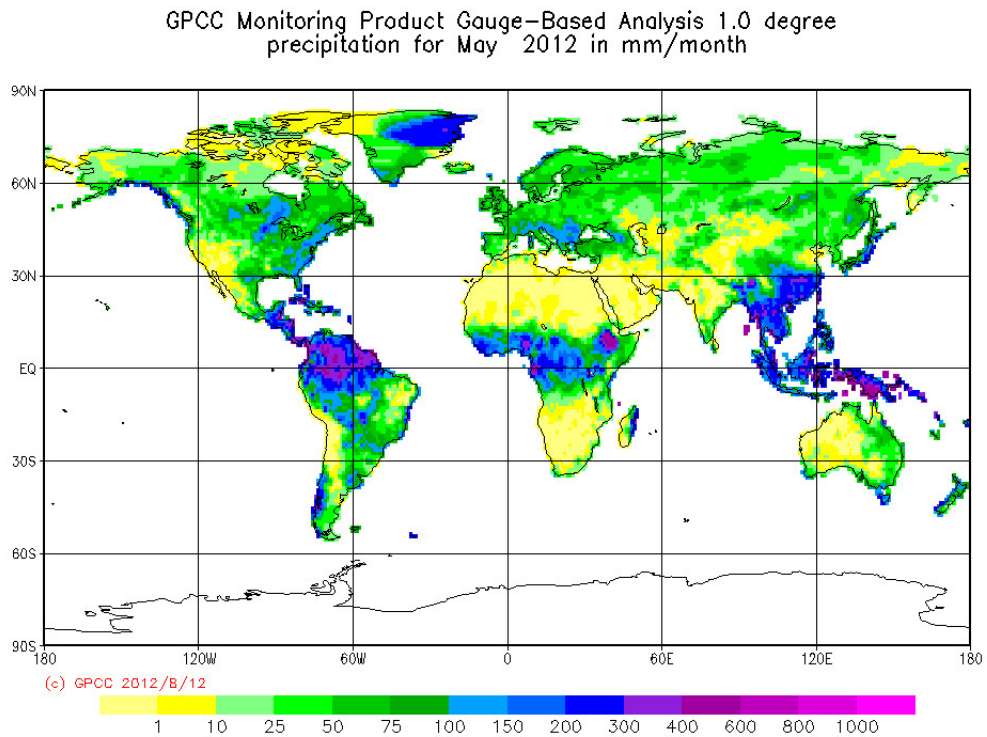 GPCC Monitoring Product Gauge-Based Analysis 1.0 degree
precipitation for May 2012 in mm/month
90N
60N
30N
EQ
30S
60S
90S
180 120W 60W 0 60E 120E 180
(c) GPCC 2012/8/12
1 10 25 50 75 100 150 200 300 400 600 800 1000